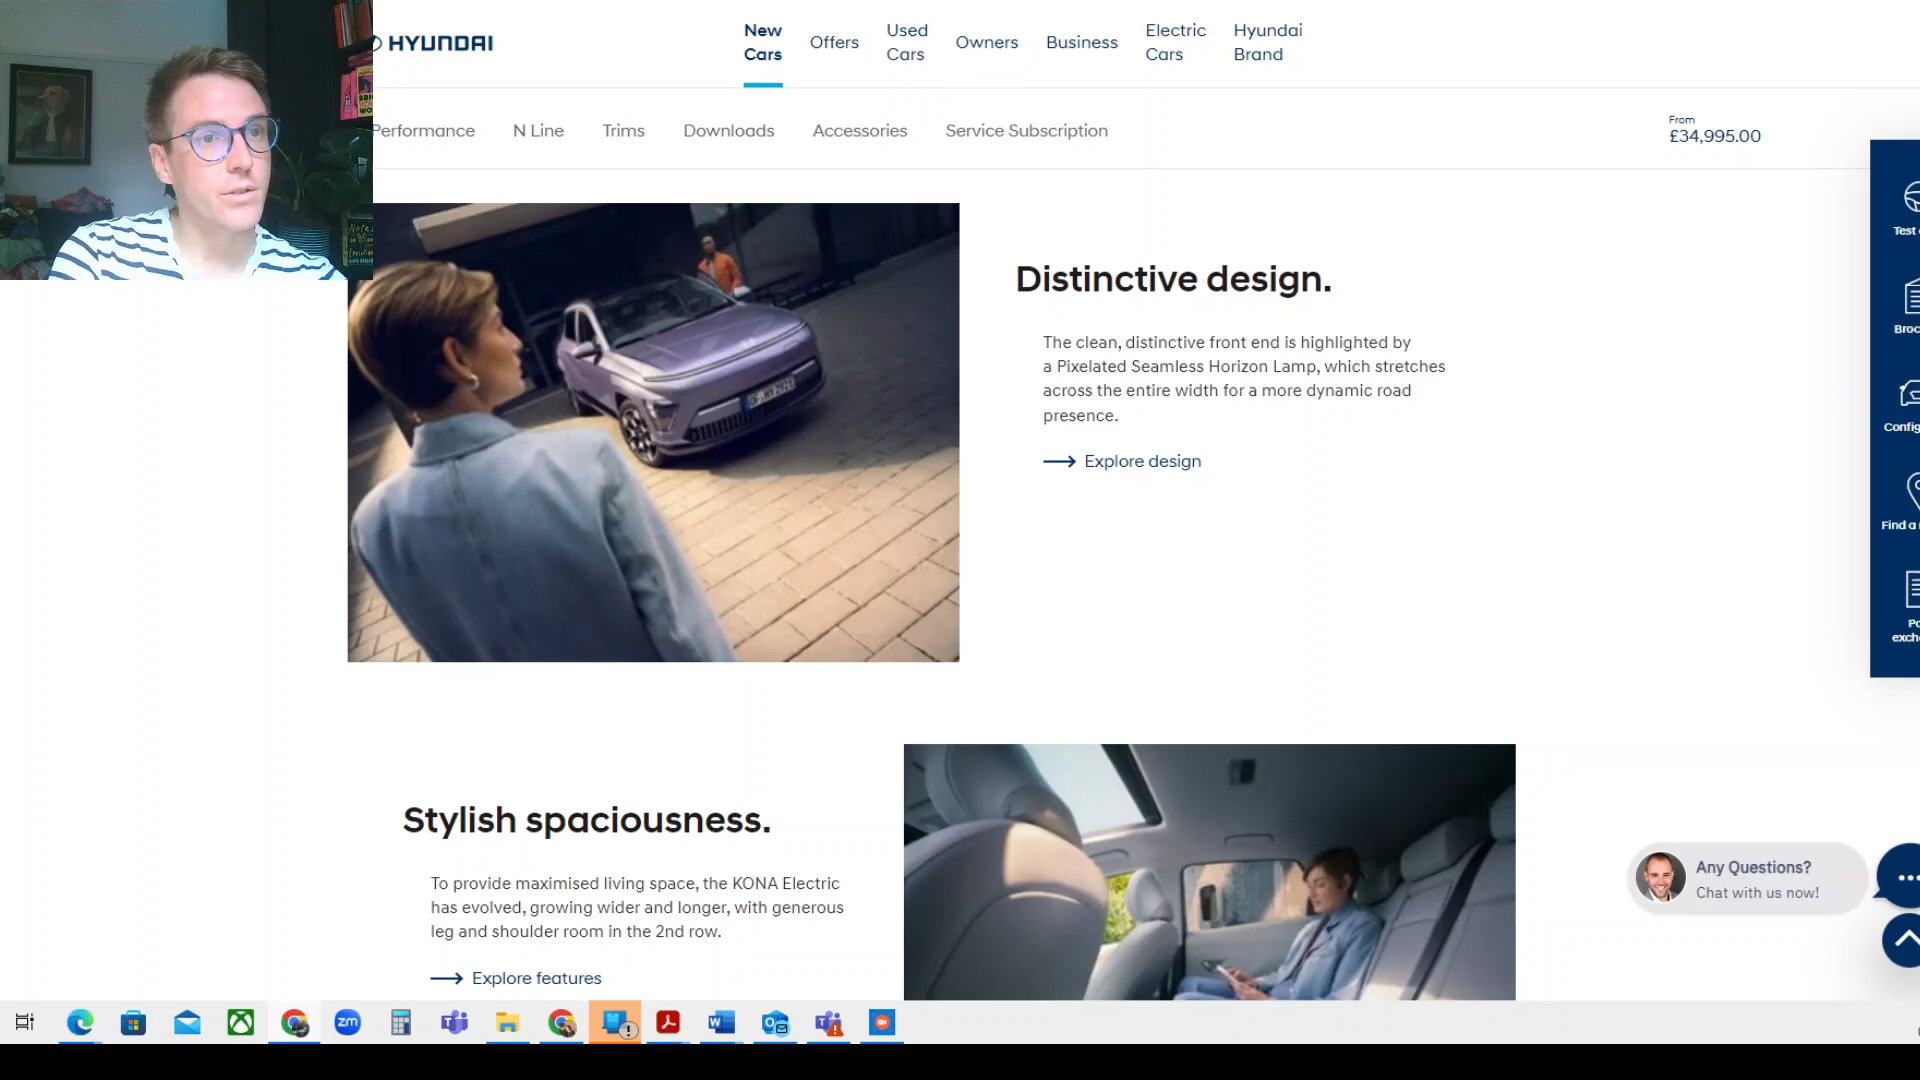 HYUNDAI
New
Cars
Offers
Used
Cars
Owners
Business
Electric
Cars
Hyundai
Brand
Performance
N Line
Trims
Downloads
Accessories
Service Subscription
From
£34,995.00
Test
Distinctive design.
The clean, distinctive front end is highlighted by
a Pixelated Seamless Horizon Lamp, which stretches
across the entire width for a more dynamic road
presence.
Explore design
Find a
Stylish spaciousness.
To provide maximised living space, the KONA Electric
has evolved, growing wider and longer, with generous
leg and shoulder room in the 2nd row.
Explore features
Any Questions?
Chat with us now!
zm